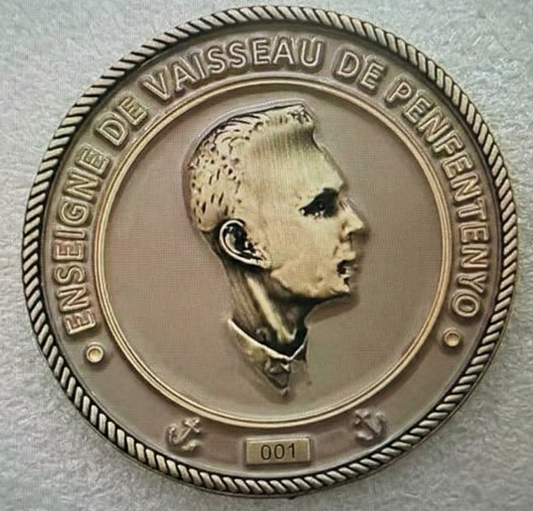 ENSEIGNE DE VAISSEAU DE PENFENTENYO
001